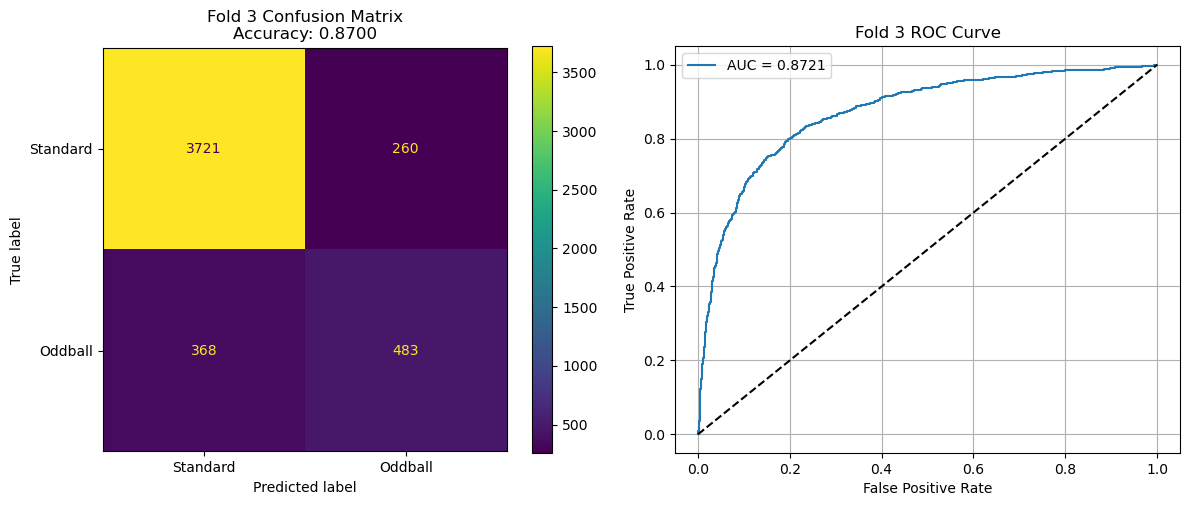 Fold 3 Confusion Matrix
Accuracy: 0.8700
Standard
Oddball
True label
3721
260
368
483
Standard
Oddball
Predicted label
3500
3000
2500
2000
1500
1000
500
Fold 3 ROC Curve
AUC = 0.8721
True Positive Rate
1.0
0.8
0.6
0.4
0.2
0.0
0.0
0.2
0.4
0.6
0.8
1.0
False Positive Rate